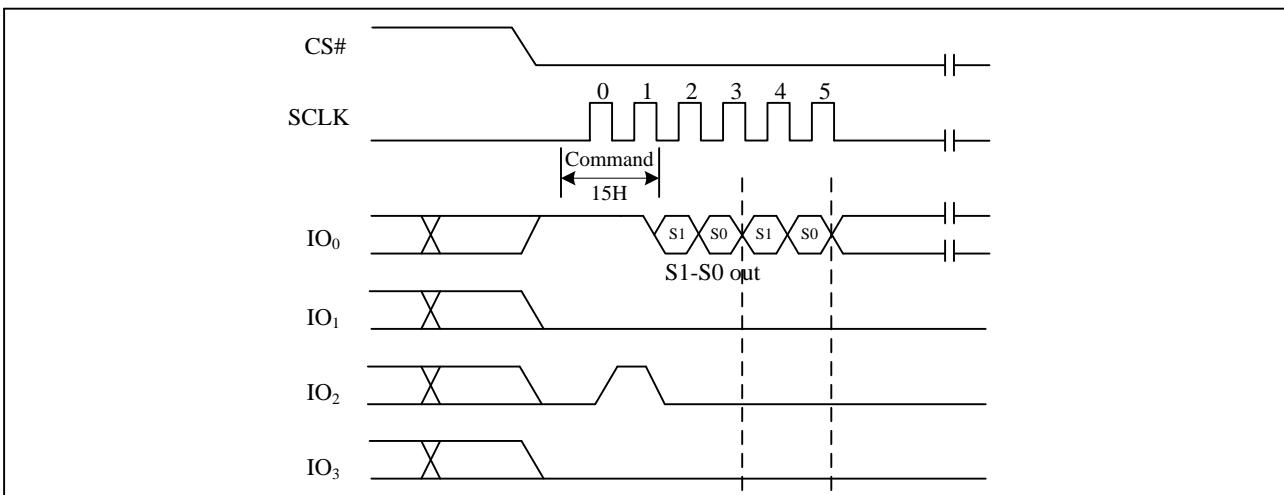 CS#
0 1 2 3 4 5
SCLK
Command
15H
IO0
S1 S0 S1 S0
S1-S0 out
IO1
IO2
IO3